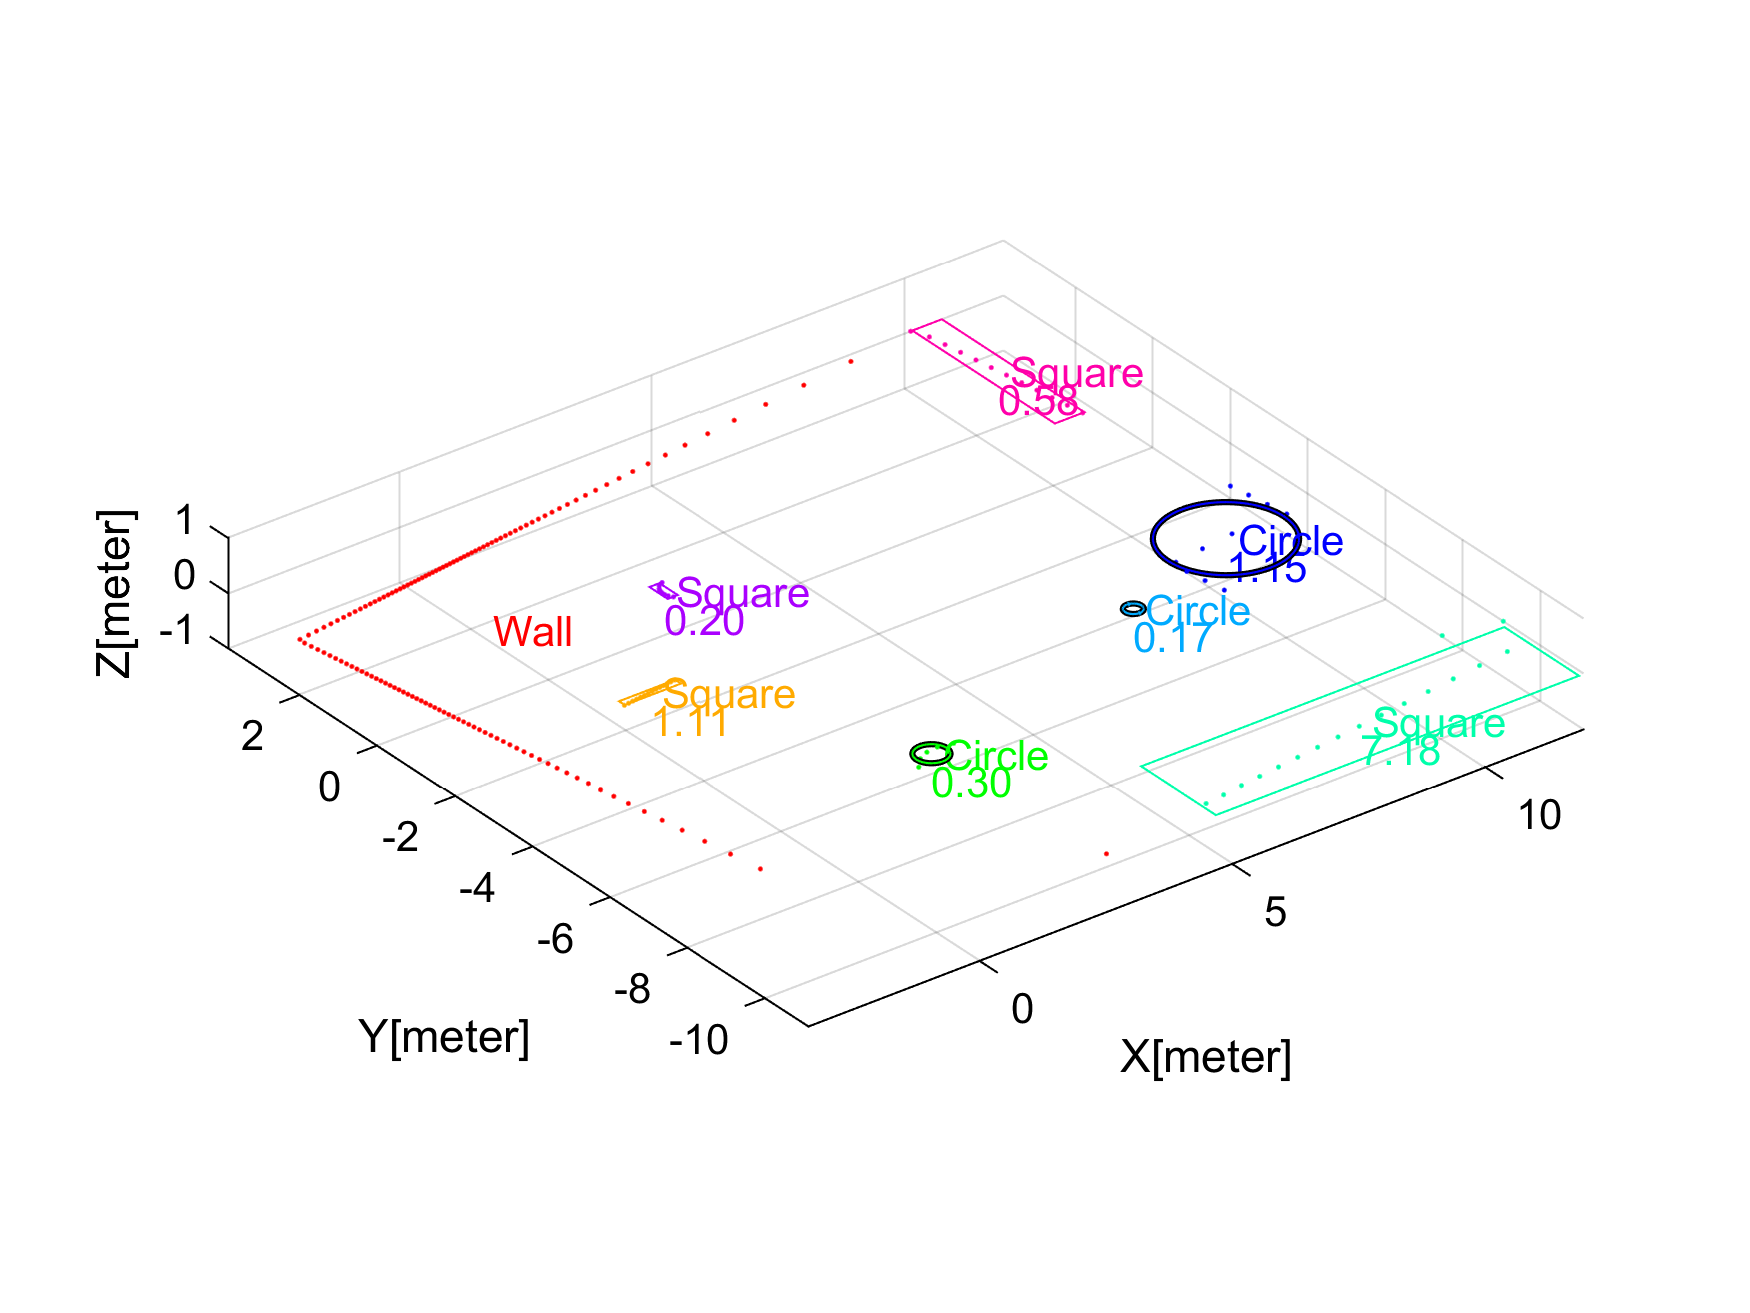 Square
0.58
1
0
-1
Z[meter]
Circle
1.15
Square
0.20
Circle
0.17
Wall
Square
1.11
Square
7.18
Circle
0.30
2
0
-2
-4
-6
-8
-10
Y[meter]
10
5
0
X[meter]